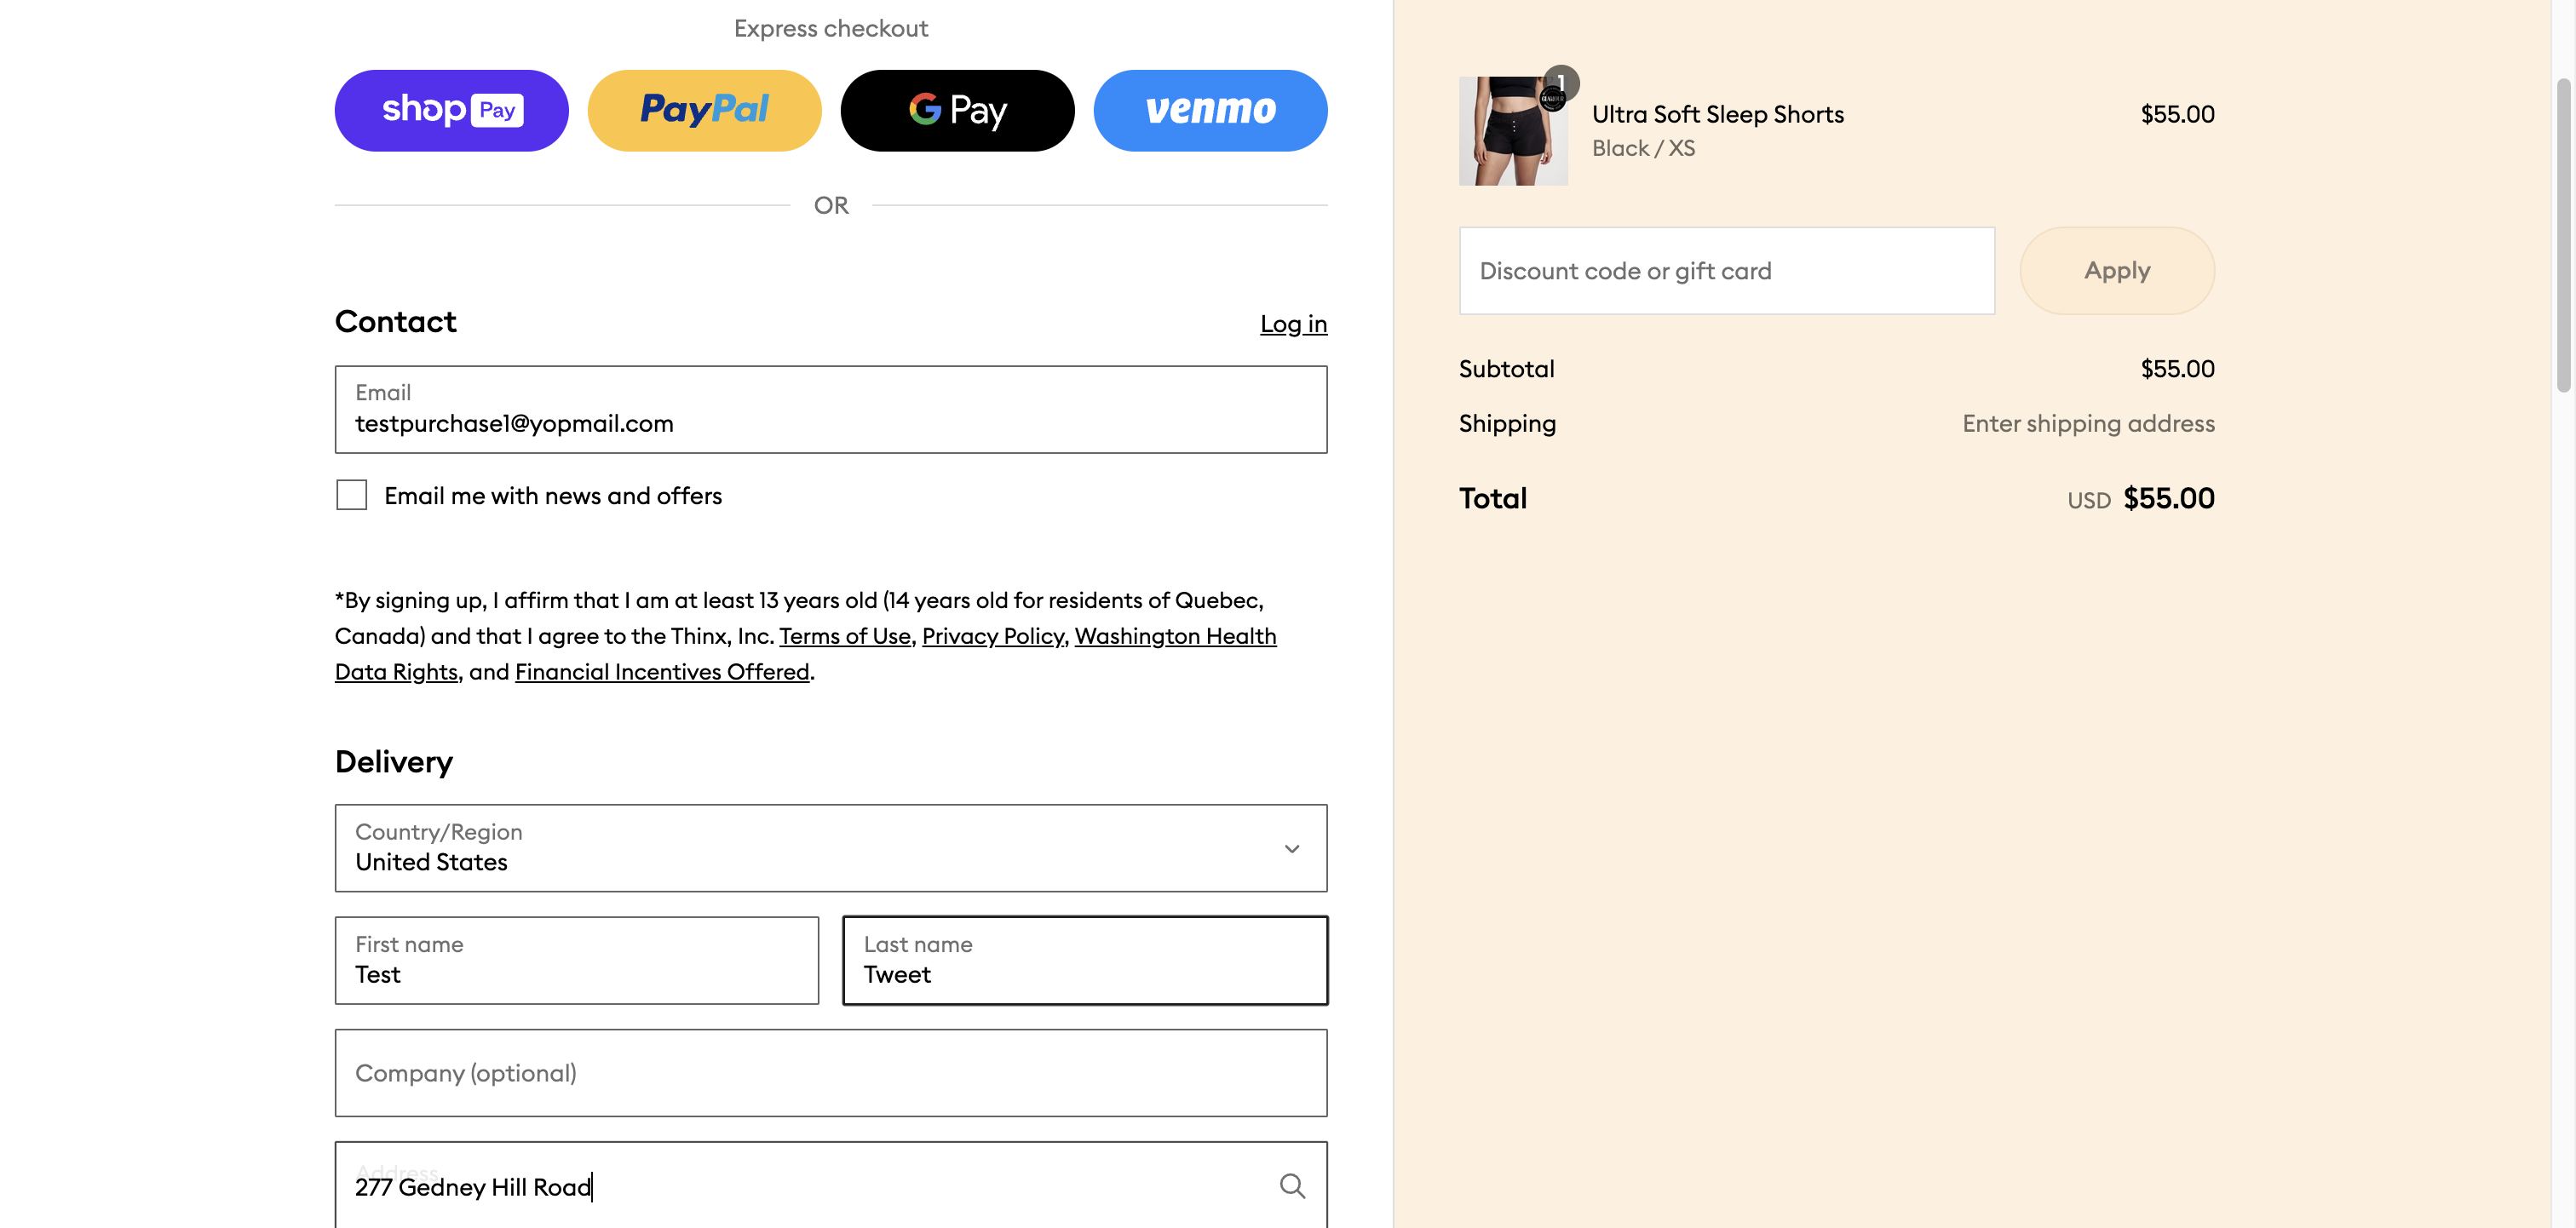 Express checkout
shop Pay
PayPal
G Pay
venmo
OR
Contact
Log in
Email
testpurchase1@yopmail.com
Email me with news and offers
*By signing up, I affirm that I am at least 13 years old (14 years old for residents of Quebec,
Canada) and that I agree to the Thinx, Inc. Terms of Use, Privacy Policy, Washington Health
Data Rights, and Financial Incentives Offered.
Delivery
Country/Region
United States
First name
Test
Last name
Tweet
Company (optional)
Address
277 Gedney Hill Road
1
Ultra Soft Sleep Shorts
$55.00
Black / XS
Discount code or gift card
Apply
Subtotal
$55.00
Shipping
Enter shipping address
Total
USD $55.00